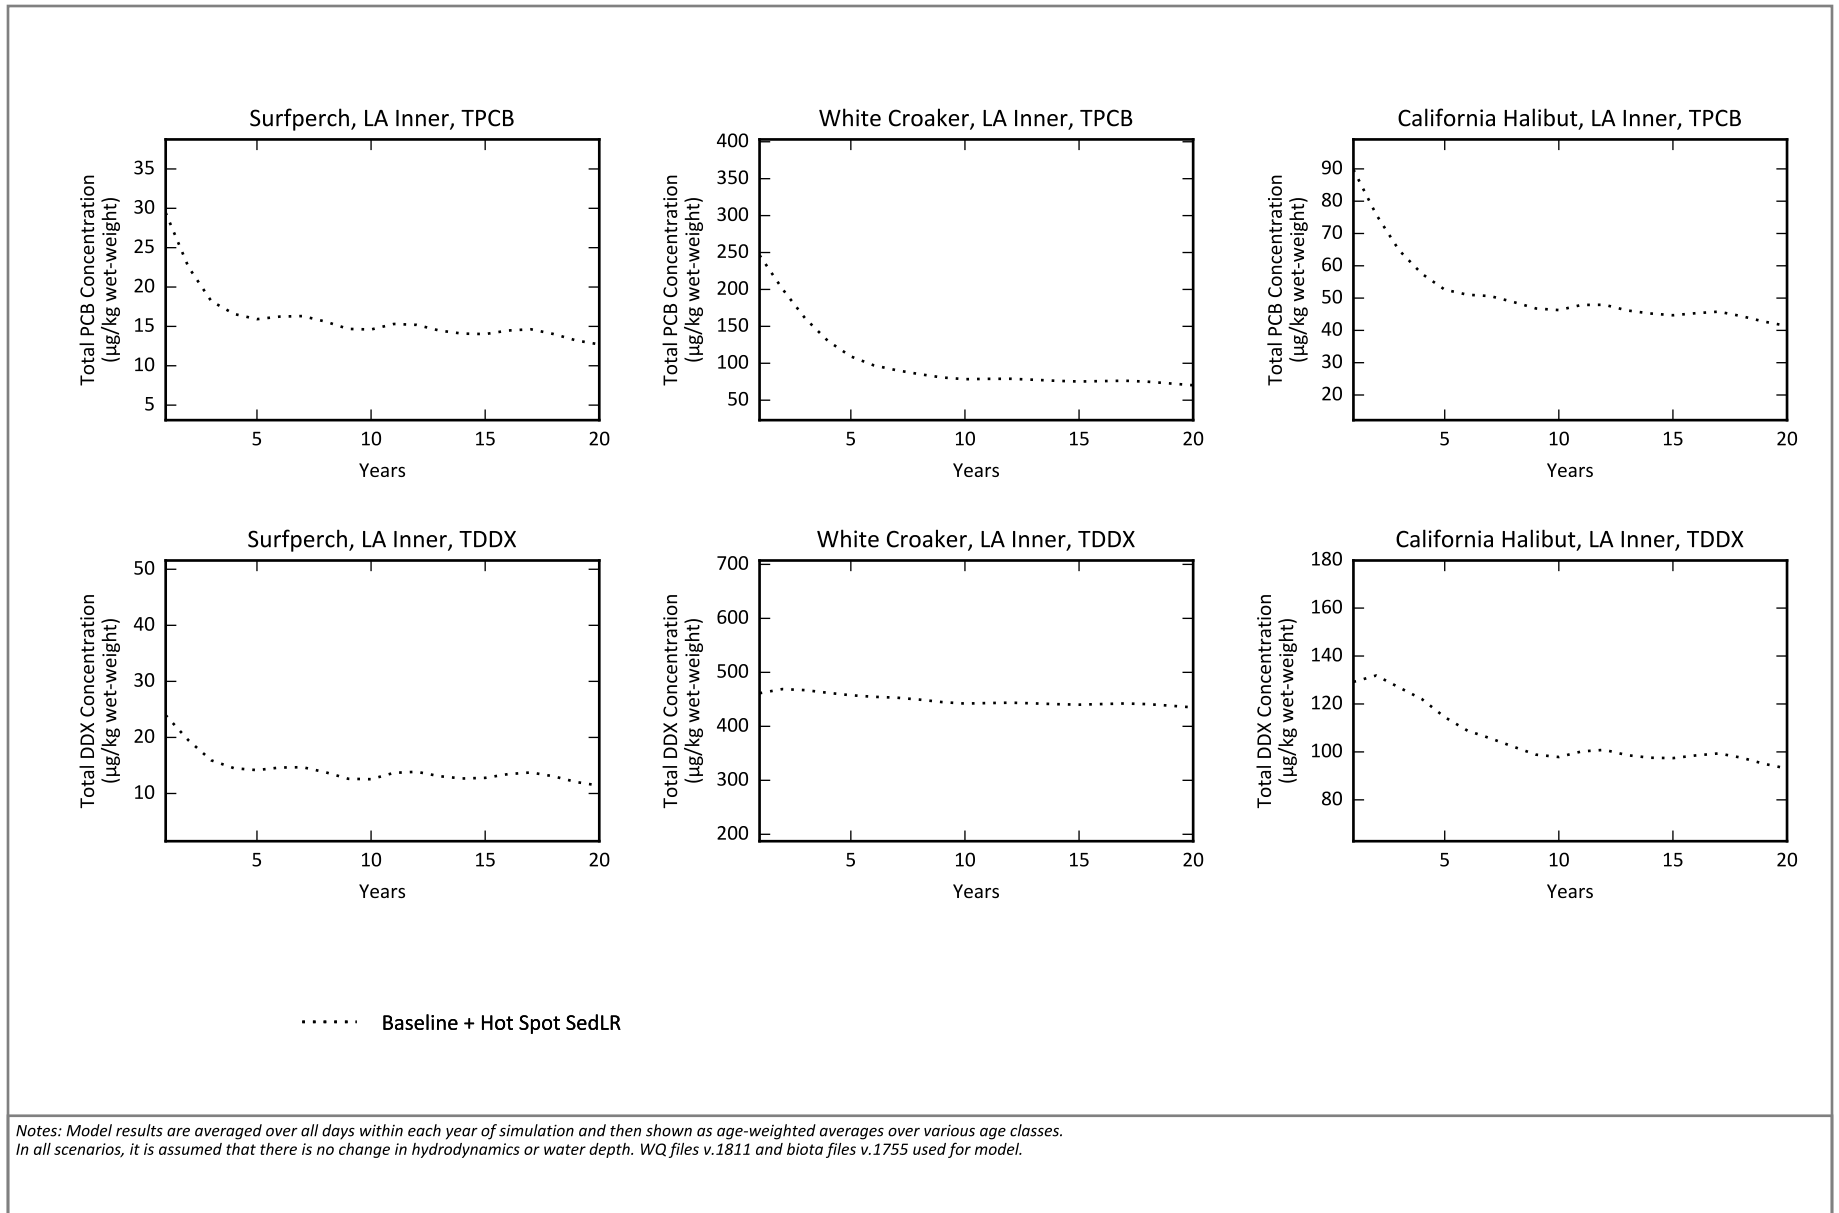 Surfperch, LA Inner, TPCB
Total PCB Concentration
(µg/kg wet-weight)
35
30
25
20
15
10
5
5 10 15 20
Years
White Croaker, LA Inner, TPCB
Total PCB Concentration
(µg/kg wet-weight)
400
350
300
250
200
150
100
50
5 10 15 20
Years
California Halibut, LA Inner, TPCB
Total PCB Concentration
(µg/kg wet-weight)
90
80
70
60
50
40
30
20
5 10 15 20
Years
Surfperch, LA Inner, TDDX
Total DDX Concentration
(µg/kg wet-weight)
50
40
30
20
10
5 10 15 20
Years
White Croaker, LA Inner, TDDX
Total DDX Concentration
(µg/kg wet-weight)
700
600
500
400
300
200
5 10 15 20
Years
California Halibut, LA Inner, TDDX
Total DDX Concentration
(µg/kg wet-weight)
180
160
140
120
100
80
5 10 15 20
Years
Baseline + Hot Spot SedLR
Notes: Model results are averaged over all days within each year of simulation and then shown as age-weighted averages over various age classes.
In all scenarios, it is assumed that there is no change in hydrodynamics or water depth. WQ files v.1811 and biota files v.1755 used for model.